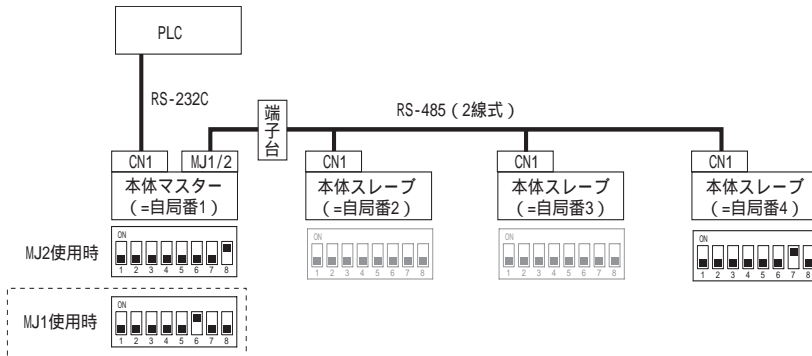 PLC
RS-232C
端子台
RS-485（2線式）
CN1
MJ1/2
CN1
CN1
CN1
本体マスター
（=自局番1）
本体スレーブ
（=自局番2）
本体スレーブ
（=自局番3）
本体スレーブ
（=自局番4）
MJ2使用時
ON
1 2 3 4 5 6 7 8
ON
1 2 3 4 5 6 7 8
ON
1 2 3 4 5 6 7 8
ON
1 2 3 4 5 6 7 8
MJ1使用時
ON
1 2 3 4 5 6 7 8